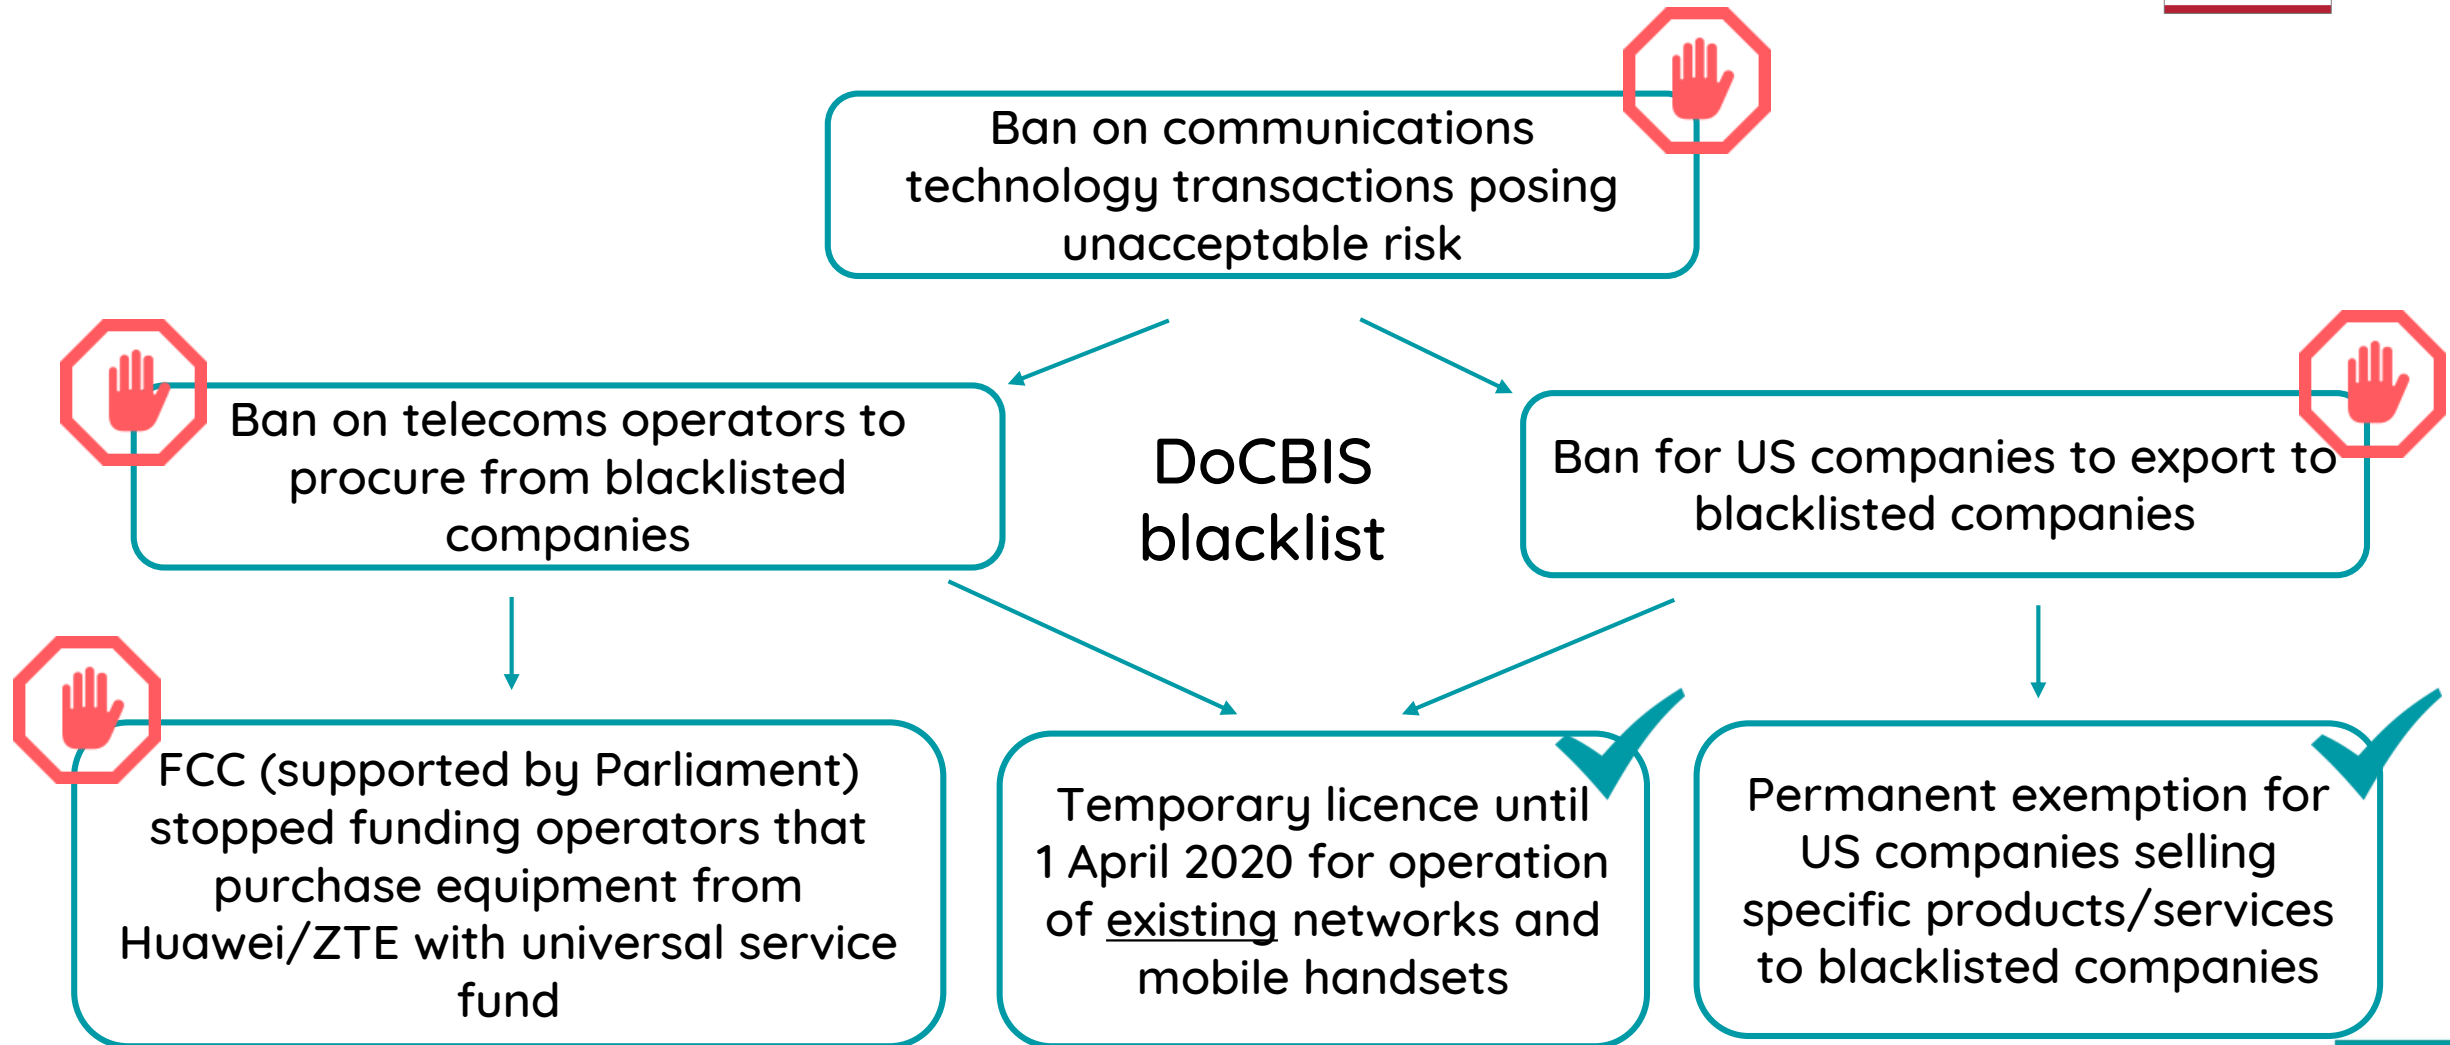 Ban on communications
technology transactions posing
unacceptable risk
Ban on telecoms operators to
procure from blacklisted
companies
DoCBIS
blacklist
Ban for US companies to export to
blacklisted companies
FCC (supported by Parliament)
stopped funding operators that
purchase equipment from
Huawei/ZTE with universal service
fund
Temporary licence until
1 April 2020 for operation
of existing networks and
mobile handsets
Permanent exemption for
US companies selling
specific products/services
to blacklisted companies